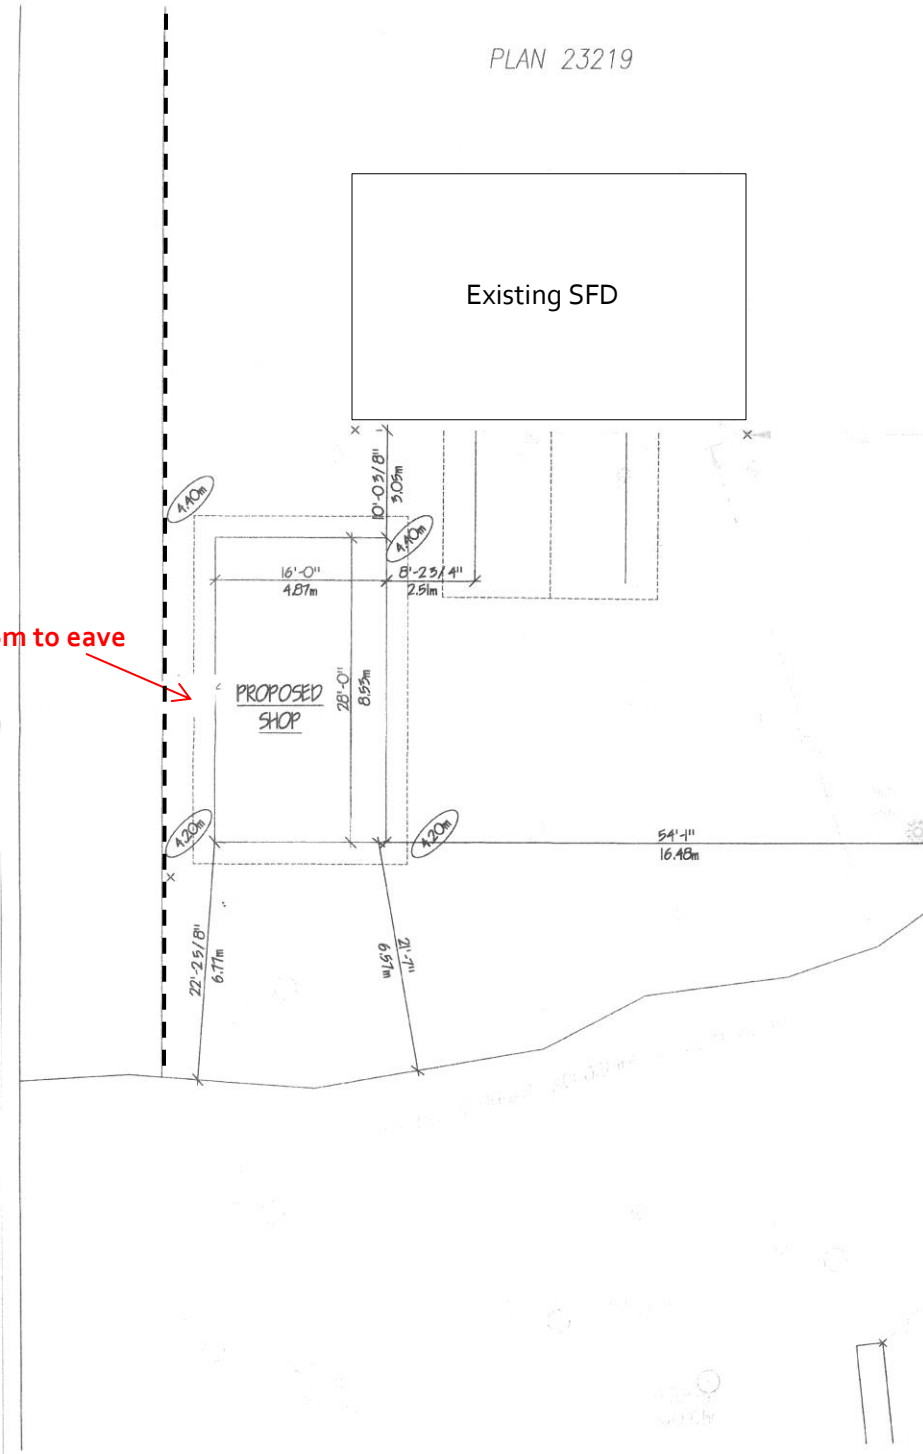 PLAN 23219
Existing SFD
10'-0 3/8"
3.05m
4.40m
4.40m
16'-0"
4.87m
8'-2 3/4"
2.51m
m to eave
PROPOSED
SHOP
28'-0"
8.53m
4.20m
4.20m
54'-1"
16.48m
22'-2 5/8"
6.77m
21'-7"
6.57m